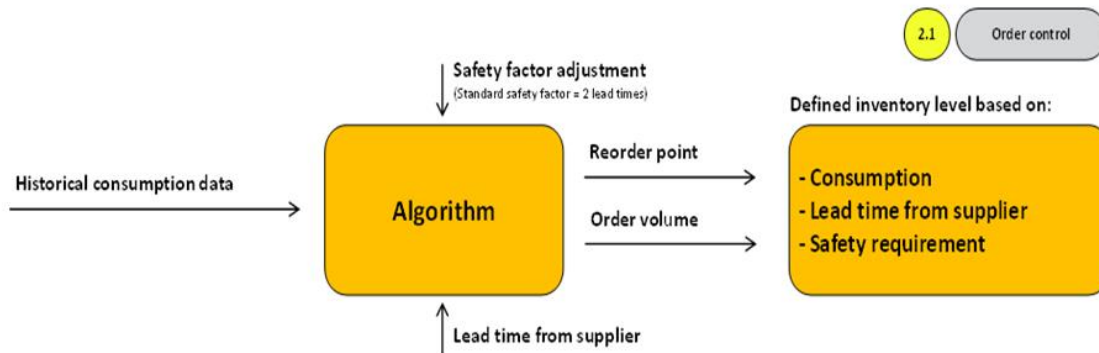 2.1
Order control
Safety factor adjustment
(Standard safety factor = 2 lead times)
Defined inventory level based on:
Historical consumption data
Algorithm
Reorder point
Order volume
- Consumption
- Lead time from supplier
- Safety requirement
Lead time from supplier